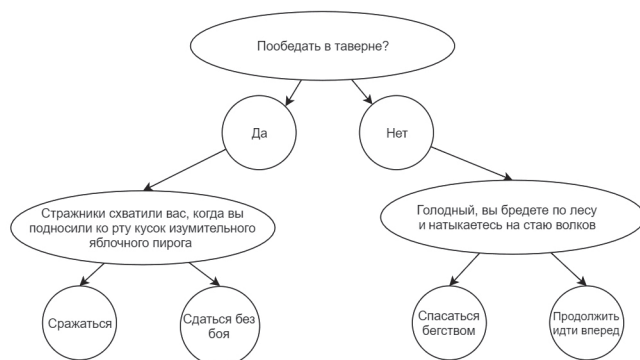 Пообедать в таверне?
Да
Нет
Стражники схватили вас, когда вы
подносили ко рту кусок изумительного
яблочного пирога
Голодный, вы бредете по лесу
и натыкаетесь на стаю волков
Сражаться
Сдаться без
боя
Спасаться
бегством
Продолжить
идти вперед